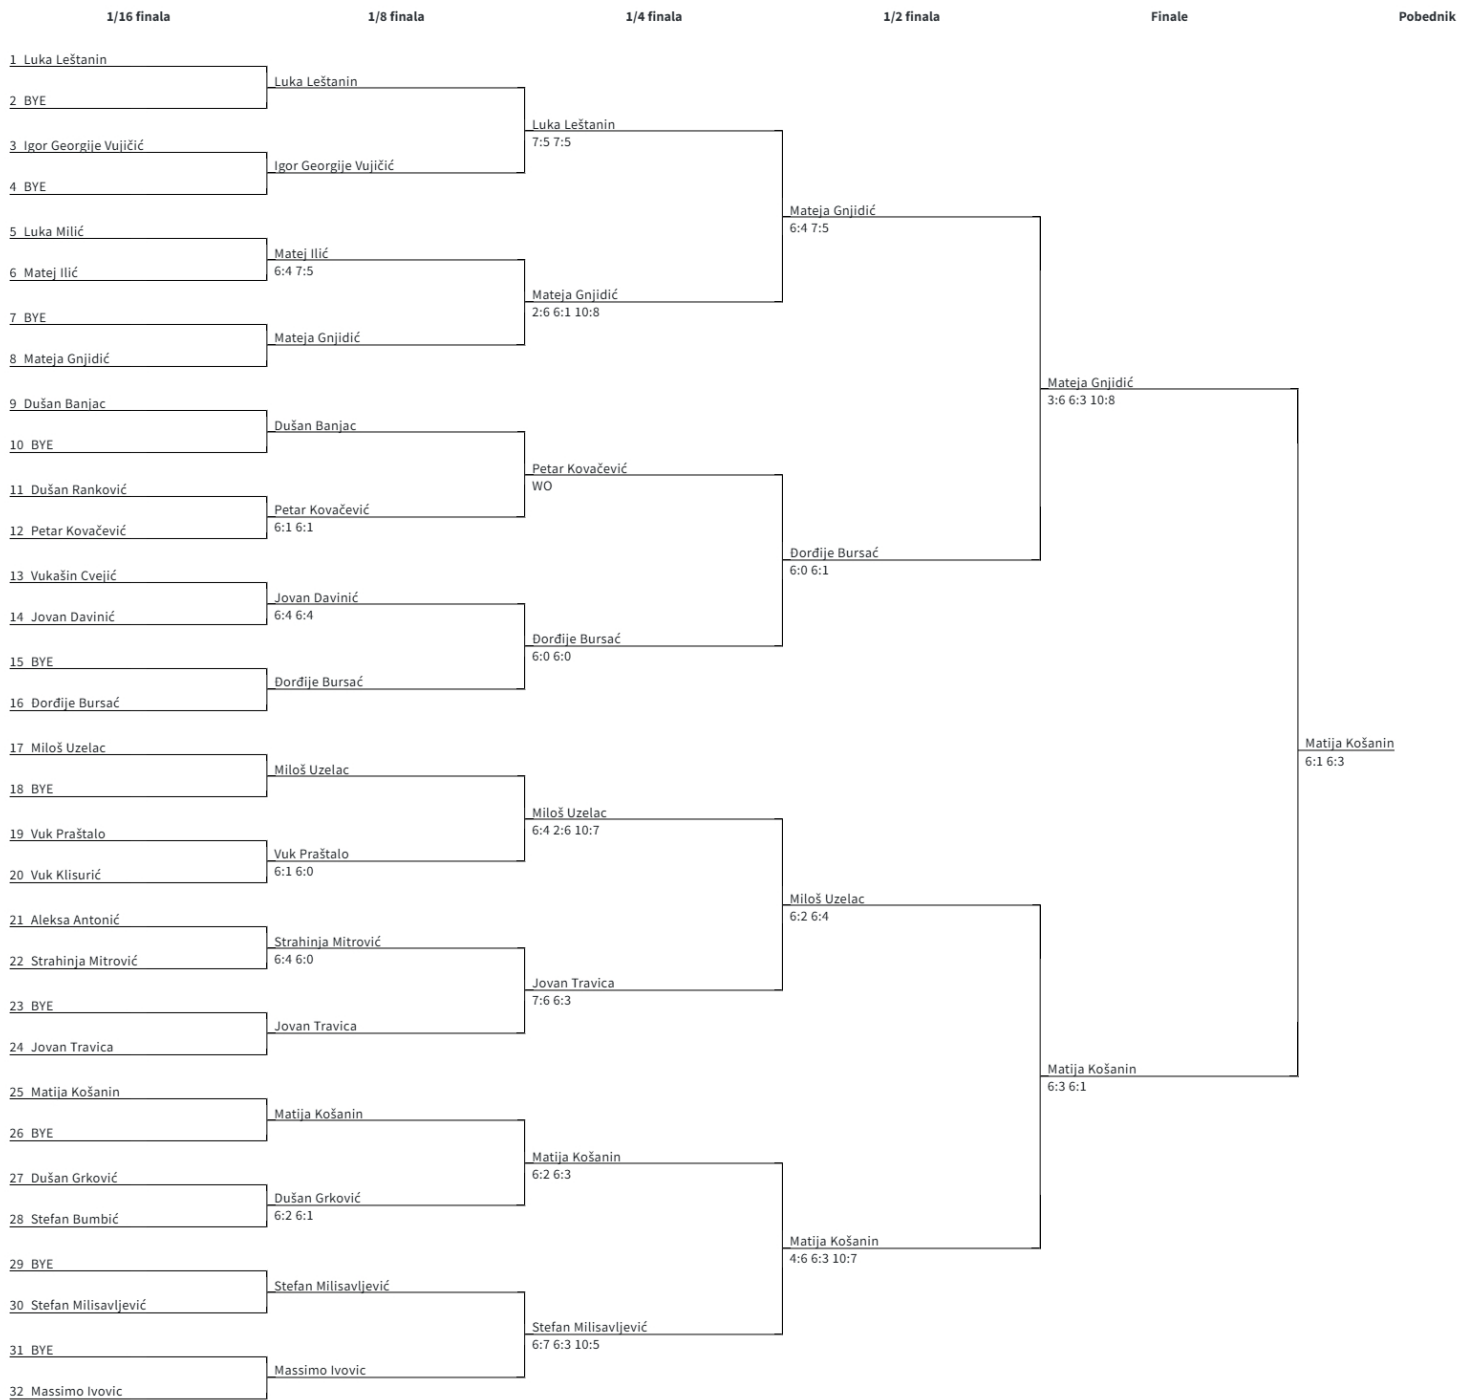 1/16 finala 1/8 finala 1/4 finala 1/2 finala Finale Pobednik
1 Luka Leštanin
Luka Leštanin
2 BYE
Luka Leštanin
7:5 7:5
3 Igor Georgije Vujičić
Igor Georgije Vujičić
4 BYE
Mateja Gnjidić
6:4 7:5
5 Luka Milić
Matej Ilić
6:4 7:5
6 Matej Ilić
Mateja Gnjidić
2:6 6:1 10:8
7 BYE
Mateja Gnjidić
8 Mateja Gnjidić
Mateja Gnjidić
3:6 6:3 10:8
9 Dušan Banjac
Dušan Banjac
10 BYE
Petar Kovačević
WO
11 Dušan Ranković
Petar Kovačević
6:1 6:1
12 Petar Kovačević
Đorđije Bursać
6:0 6:1
13 Vukašin Cvejić
Jovan Davinić
6:4 6:4
14 Jovan Davinić
Đorđije Bursać
6:0 6:0
15 BYE
Đorđije Bursać
16 Đorđije Bursać
Matija Košanin
6:1 6:3
17 Miloš Uzelac
Miloš Uzelac
18 BYE
Miloš Uzelac
6:4 2:6 10:7
19 Vuk Praštalo
Vuk Praštalo
6:1 6:0
20 Vuk Klisurić
Miloš Uzelac
6:2 6:4
21 Aleksa Antonić
Strahinja Mitrović
6:4 6:0
22 Strahinja Mitrović
Jovan Travica
7:6 6:3
23 BYE
Jovan Travica
24 Jovan Travica
Matija Košanin
6:3 6:1
25 Matija Košanin
Matija Košanin
26 BYE
Matija Košanin
6:2 6:3
27 Dušan Grković
Dušan Grković
6:2 6:1
28 Stefan Bumbić
Matija Košanin
4:6 6:3 10:7
29 BYE
Stefan Milisavljević
30 Stefan Milisavljević
Stefan Milisavljević
6:7 6:3 10:5
31 BYE
Massimo Ivovic
32 Massimo Ivovic